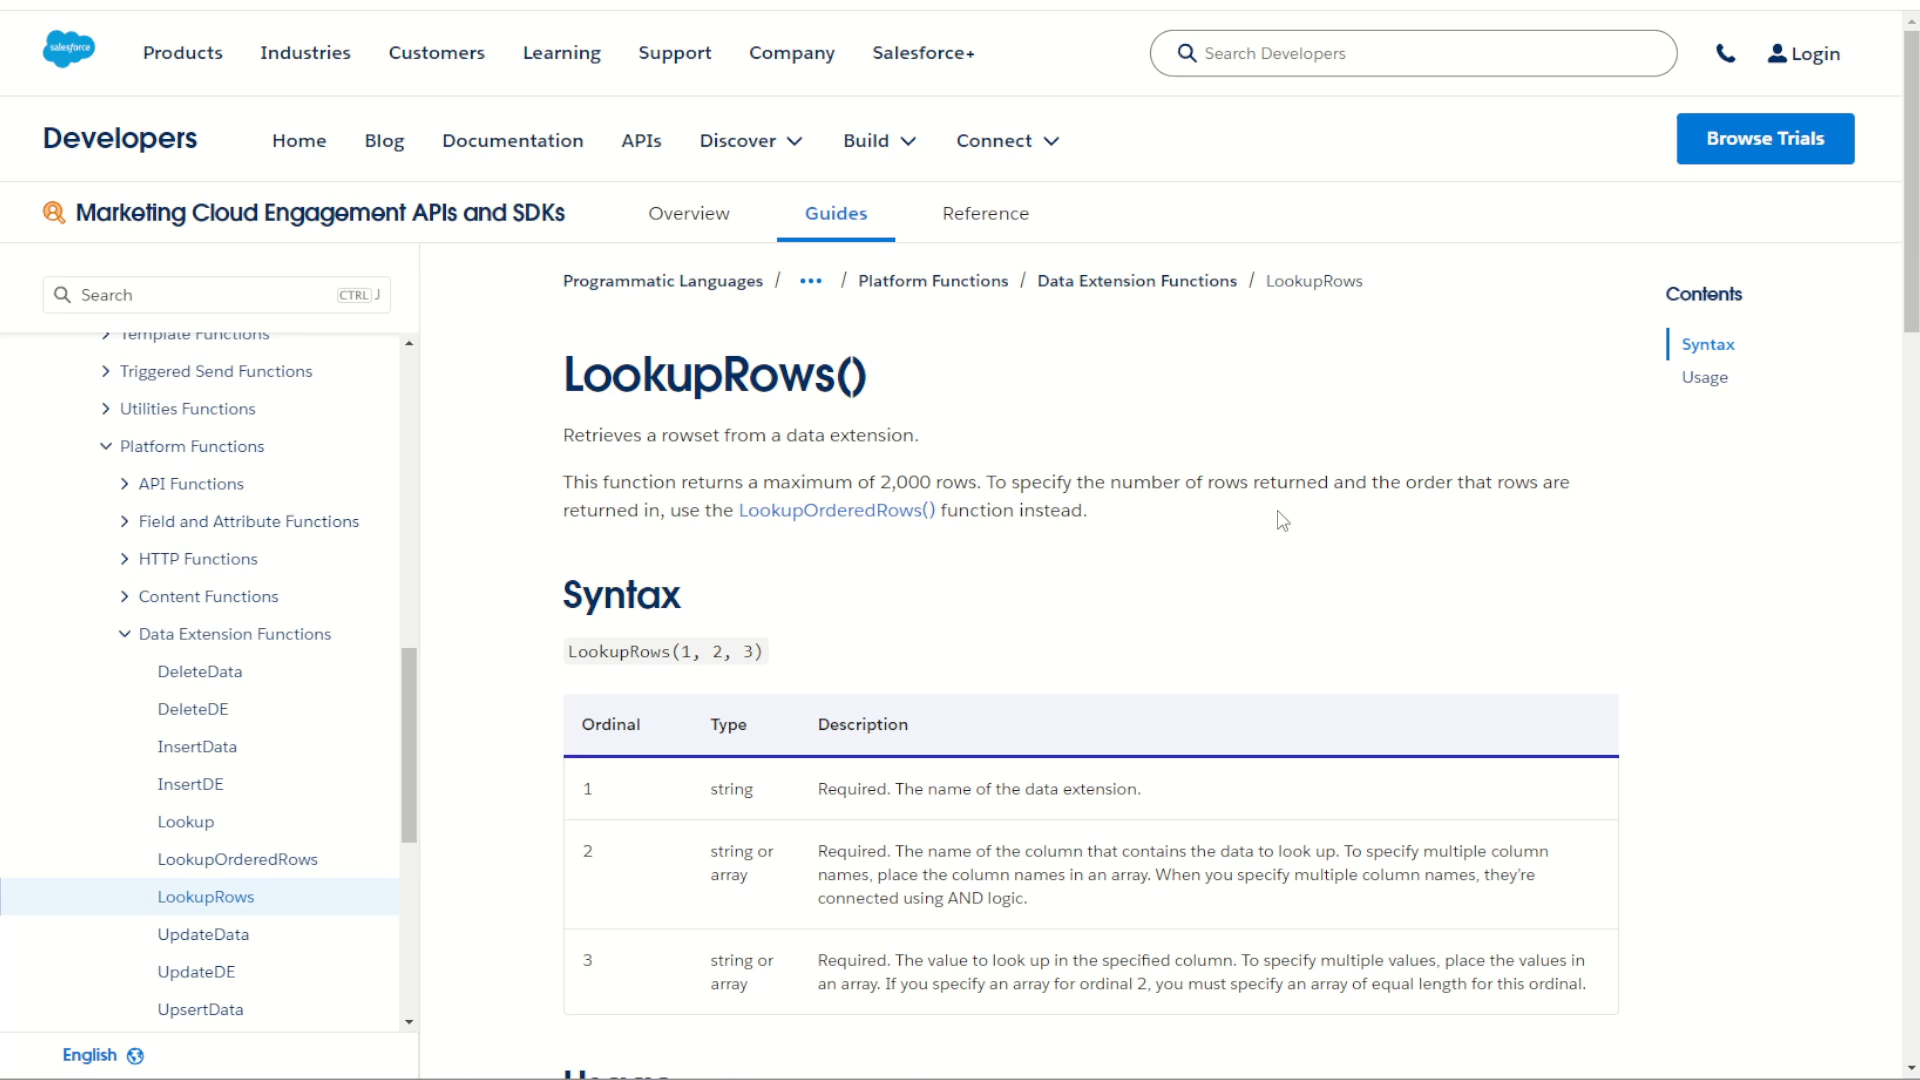 salesforce
Products
Industries
Customers
Learning
Support
Company
Salesforce+
Search Developers
Login
Developers
Home
Blog
Documentation
APIs
Discover
Build
Connect
Browse Trials
Marketing Cloud Engagement APIs and SDKs
Overview
Guides
Reference
Search
CTRL J
Template Functions
Triggered Send Functions
Utilities Functions
Platform Functions
API Functions
Field and Attribute Functions
HTTP Functions
Content Functions
Data Extension Functions
DeleteData
DeleteDE
InsertData
InsertDE
Lookup
LookupOrderedRows
LookupRows
UpdateData
UpdateDE
UpsertData
English
Programmatic Languages / ••• / Platform Functions / Data Extension Functions / LookupRows
LookupRows()
Retrieves a rowset from a data extension.
This function returns a maximum of 2,000 rows. To specify the number of rows returned and the order that rows are
returned in, use the LookupOrderedRows() function instead.
Syntax
LookupRows(1, 2, 3)
Ordinal Type Description
1 string Required. The name of the data extension.
2 string or array Required. The name of the column that contains the data to look up. To specify multiple column
names, place the column names in an array. When you specify multiple column names, they're
connected using AND logic.
3 string or array Required. The value to look up in the specified column. To specify multiple values, place the values in
an array. If you specify an array for ordinal 2, you must specify an array of equal length for this ordinal.
Usage
Contents
Syntax
Usage